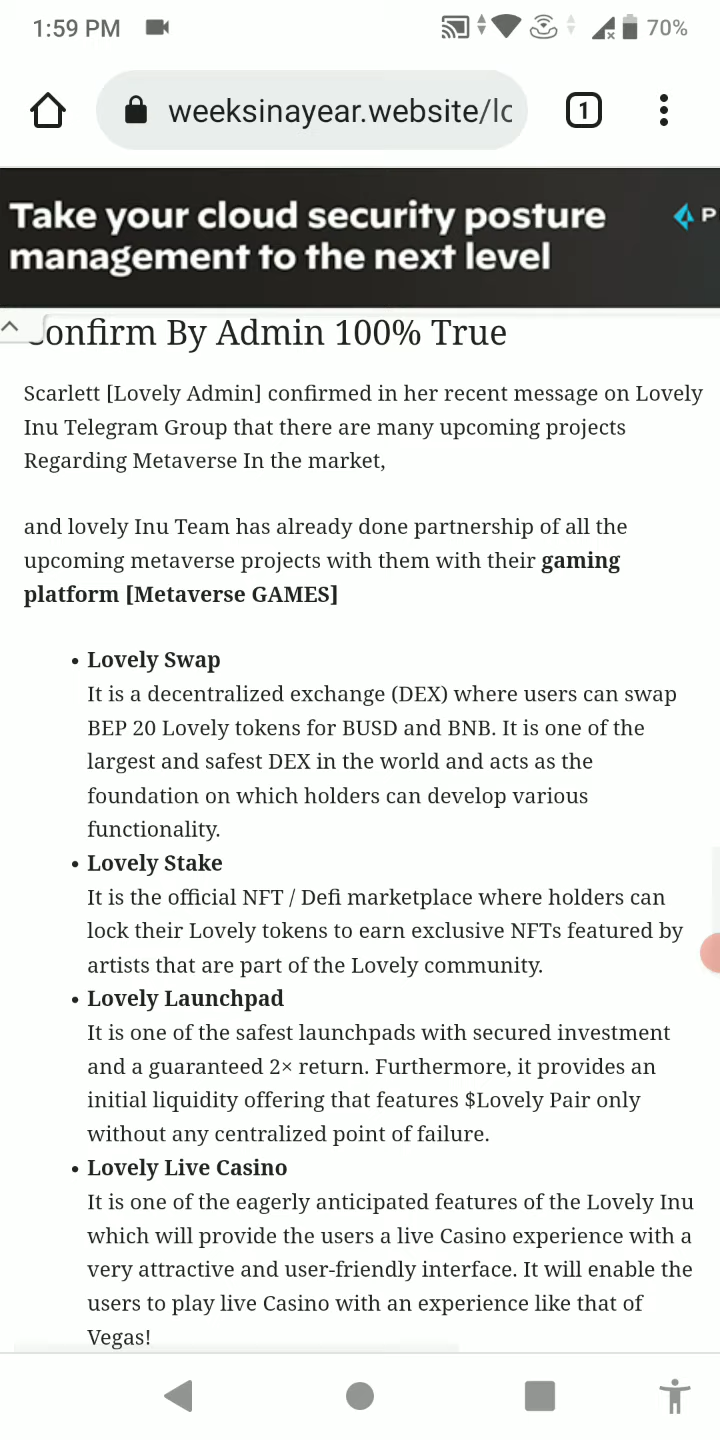 1:59 PM
70%
weeksinayear.website/lo
1
Take your cloud security posture
management to the next level
P
onfirm By Admin 100% True
Scarlett [Lovely Admin] confirmed in her recent message on Lovely
Inu Telegram Group that there are many upcoming projects
Regarding Metaverse In the market,
and lovely Inu Team has already done partnership of all the
upcoming metaverse projects with them with their gaming
platform [Metaverse GAMES]
• Lovely Swap
It is a decentralized exchange (DEX) where users can swap
BEP 20 Lovely tokens for BUSD and BNB. It is one of the
largest and safest DEX in the world and acts as the
foundation on which holders can develop various
functionality.
• Lovely Stake
It is the official NFT / Defi marketplace where holders can
lock their Lovely tokens to earn exclusive NFTs featured by
artists that are part of the Lovely community.
• Lovely Launchpad
It is one of the safest launchpads with secured investment
and a guaranteed 2× return. Furthermore, it provides an
initial liquidity offering that features $Lovely Pair only
without any centralized point of failure.
• Lovely Live Casino
It is one of the eagerly anticipated features of the Lovely Inu
which will provide the users a live Casino experience with a
very attractive and user-friendly interface. It will enable the
users to play live Casino with an experience like that of
Vegas!